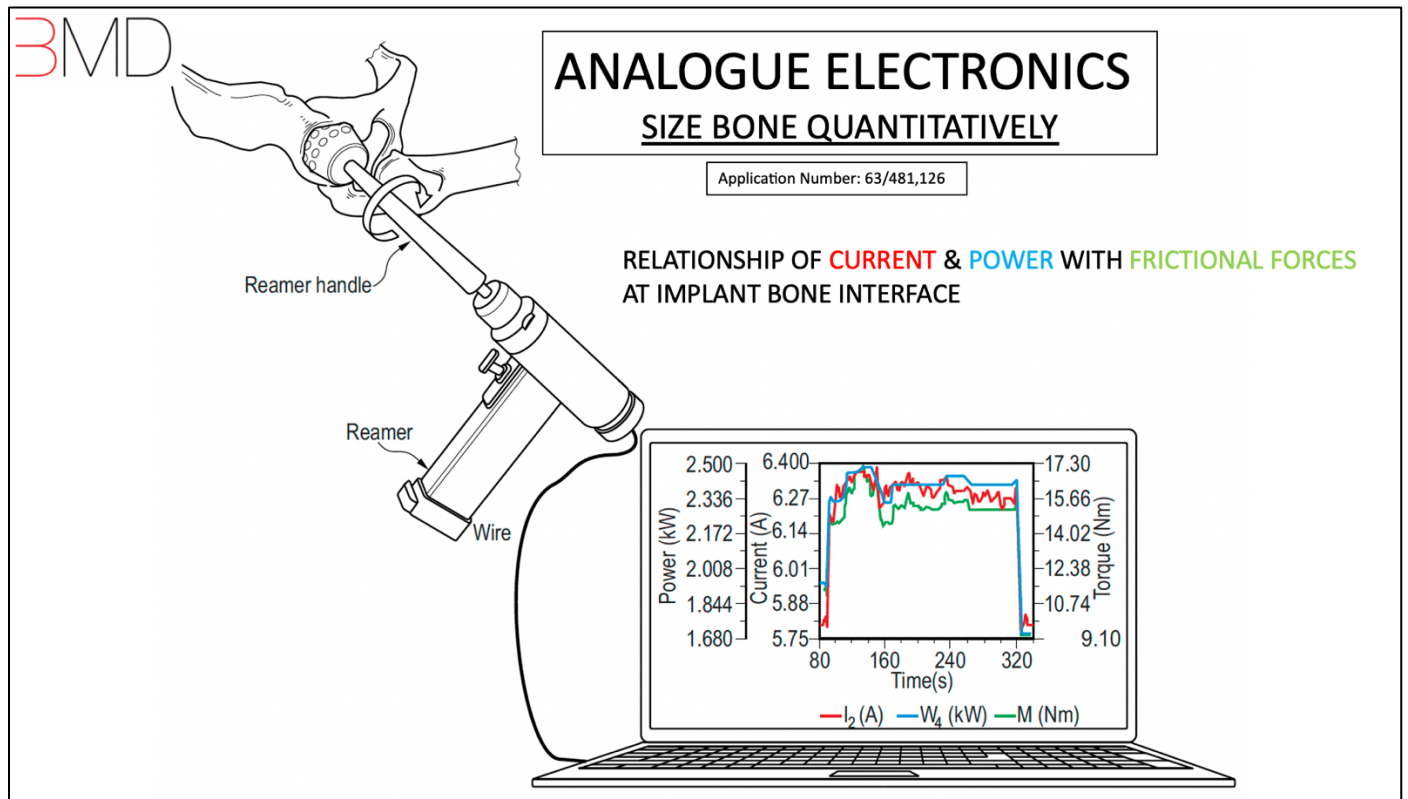 BMD
ANALOGUE ELECTRONICS
SIZE BONE QUANTITATIVELY
Application Number: 63/481,126
RELATIONSHIP OF CURRENT & POWER WITH FRICTIONAL FORCES
AT IMPLANT BONE INTERFACE
Reamer handle
Reamer
Wire
Power (kW)
2.500
2.336
2.172
2.008
1.844
1.680
Current (A)
6.400
6.27
6.14
6.01
5.88
5.75
17.30
15.66
14.02
12.38
10.74
9.10
Torque (Nm)
80 160 240 320
Time(s)
I2 (A) W4 (kW) M (Nm)